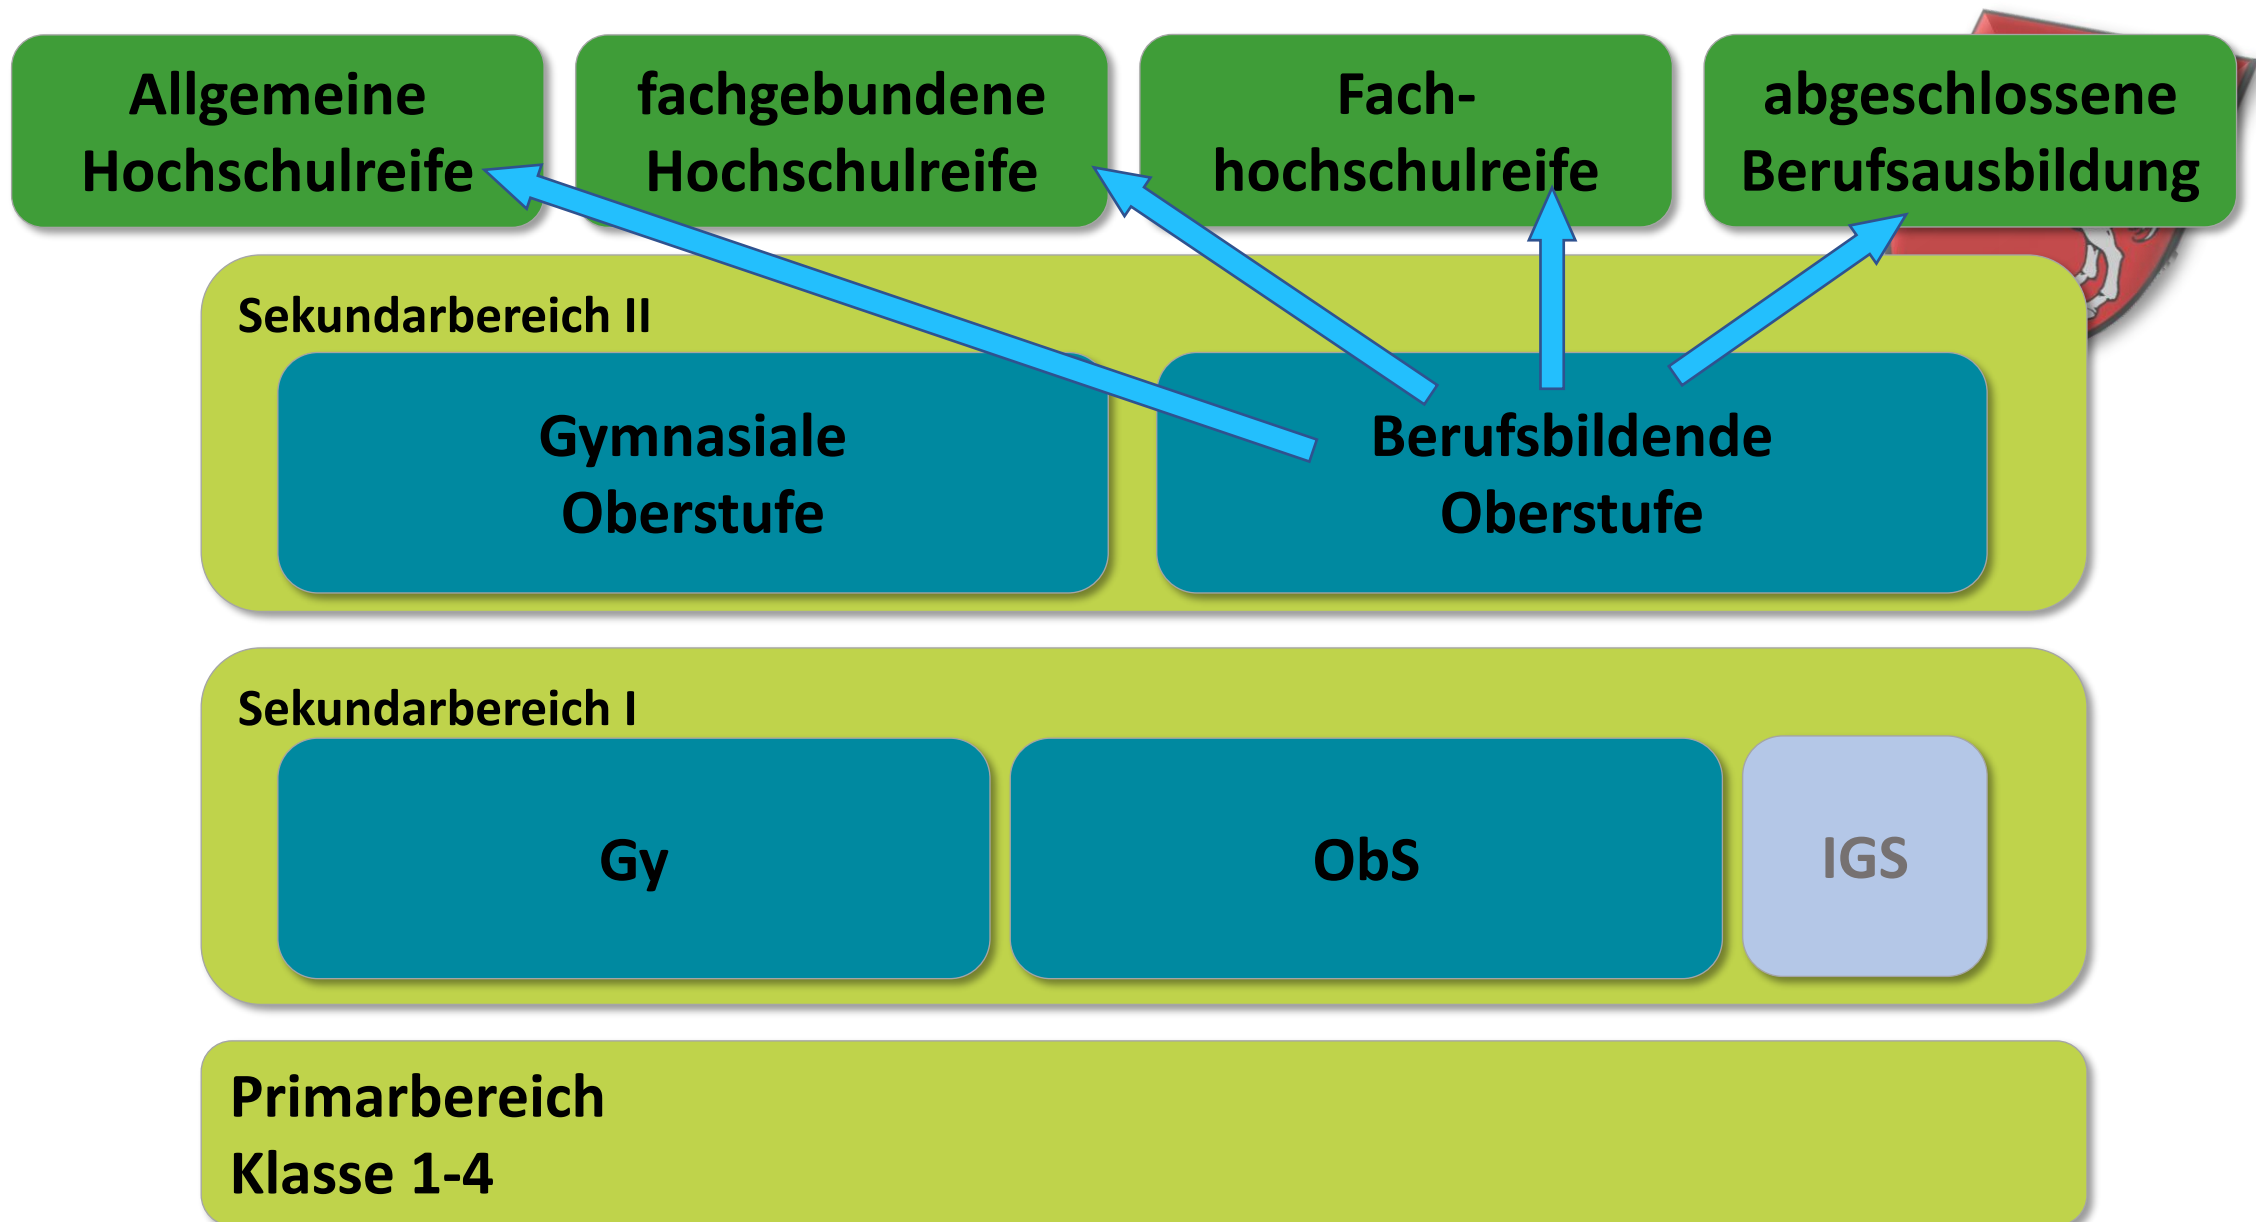 Allgemeine
Hochschulreife
fachgebundene
Hochschulreife
Fach-
hochschulreife
abgeschlossene
Berufsausbildung
Sekundarbereich II
Gymnasiale
Oberstufe
Berufsbildende
Oberstufe
Sekundarbereich I
Gy
ObS
IGS
Primarbereich
Klasse 1-4